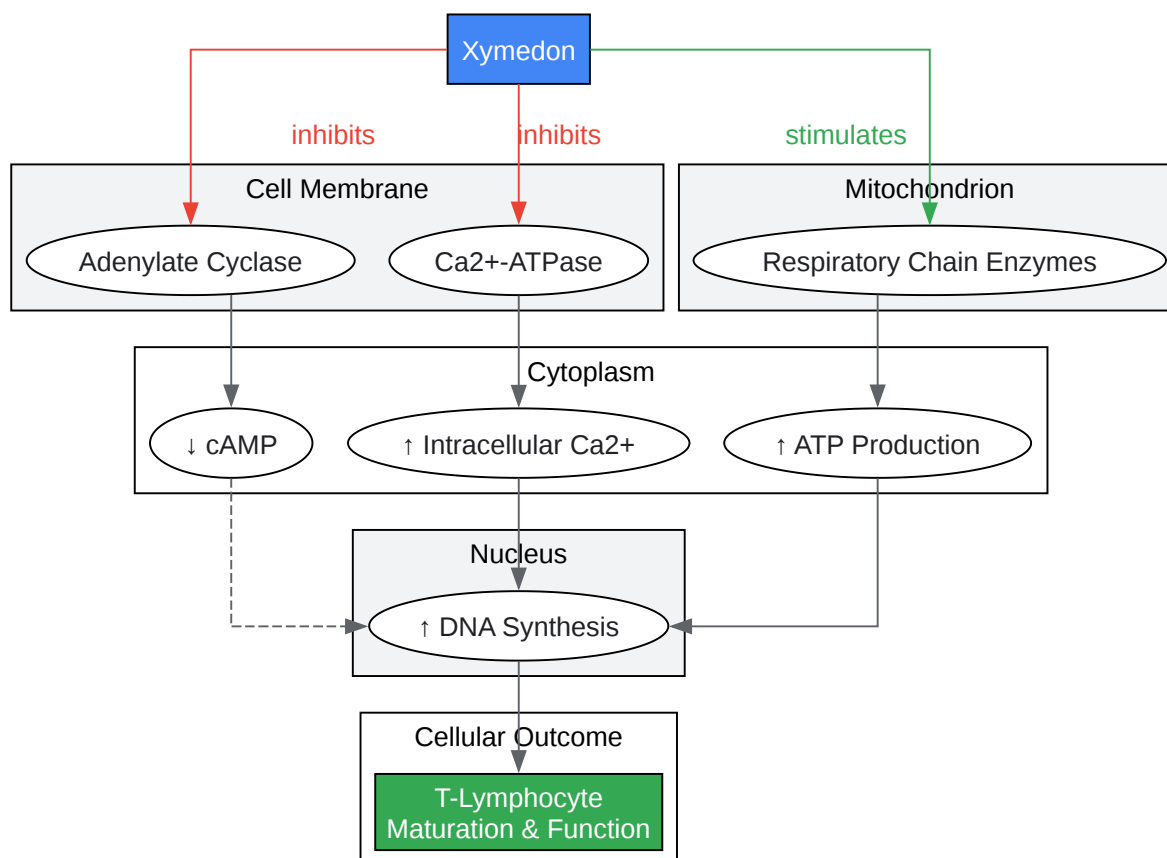 Xymedon
inhibits
inhibits
stimulates
Cell Membrane
Mitochondrion
Adenylate Cyclase
Ca2+-ATPase
Respiratory Chain Enzymes
Cytoplasm
↓ cAMP
↑ Intracellular Ca2+
↑ ATP Production
Nucleus
↑ DNA Synthesis
Cellular Outcome
T-Lymphocyte
Maturation & Function